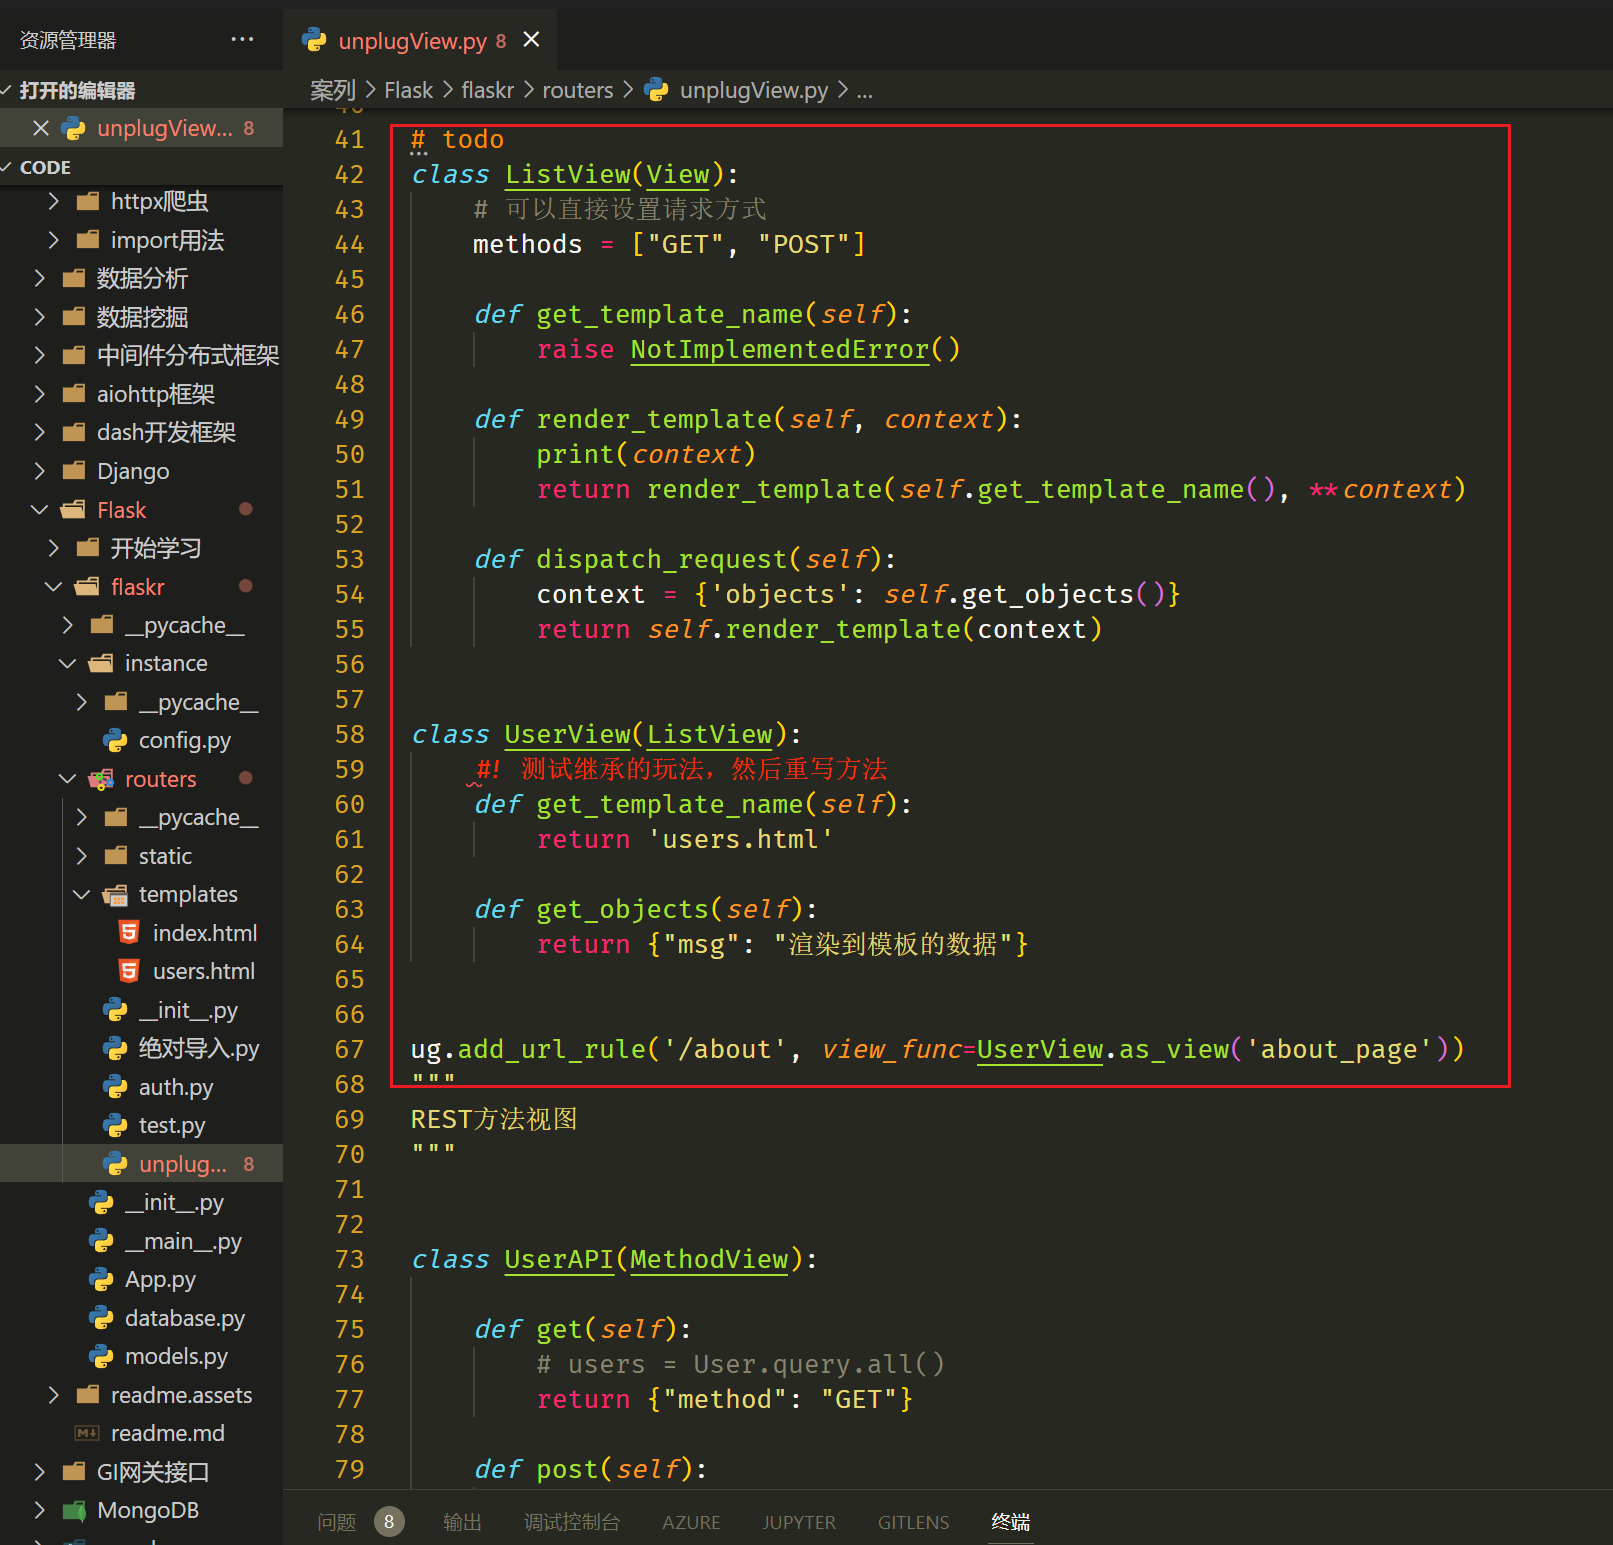 资源管理器 ···
打开的编辑器
unplugView... 8
CODE
httpx爬虫
import用法
数据分析
数据挖掘
中间件分布式框架
aiohttp框架
dash开发框架
Django
Flask
开始学习
flaskr
__pycache__
instance
__pycache__
config.py
routers
__pycache__
static
templates
index.html
users.html
__init__.py
绝对导入.py
auth.py
test.py
unplug... 8
__init__.py
__main__.py
App.py
database.py
models.py
readme.assets
readme.md
GI网关接口
MongoDB
unplugView.py 8
案列 > Flask > flaskr > routers > unplugView.py > ...
41 # todo
42 class ListView(View):
43 # 可以直接设置请求方式
44 methods = ["GET", "POST"]
45
46 def get_template_name(self):
47 raise NotImplementedError()
48
49 def render_template(self, context):
50 print(context)
51 return render_template(self.get_template_name(), **context)
52
53 def dispatch_request(self):
54 context = {'objects': self.get_objects()}
55 return self.render_template(context)
56
57
58 class UserView(ListView):
59 #! 测试继承的玩法，然后重写方法
60 def get_template_name(self):
61 return 'users.html'
62
63 def get_objects(self):
64 return {"msg": "渲染到模板的数据"}
65
66
67 ug.add_url_rule('/about', view_func=UserView.as_view('about_page'))
68 """
69 REST方法视图
70 """
71
72
73 class UserAPI(MethodView):
74
75 def get(self):
76 # users = User.query.all()
77 return {"method": "GET"}
78
79 def post(self):
问题 8 输出 调试控制台 AZURE JUPYTER GITLENS 终端